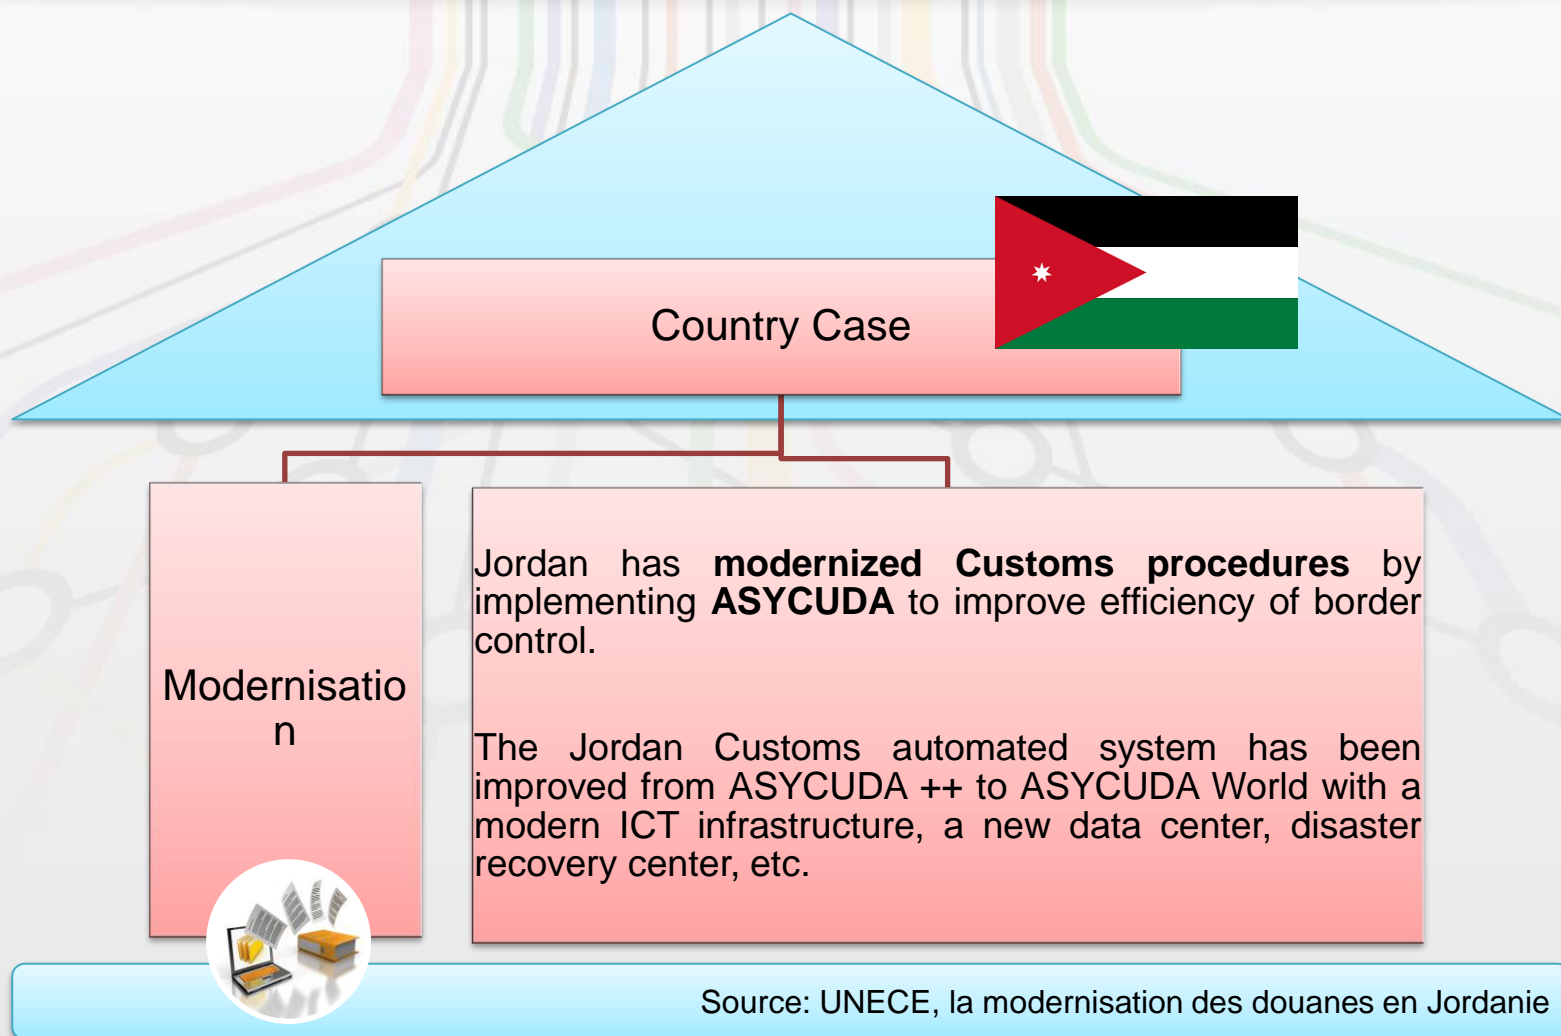 Country Case
Modernisatio
n
Jordan has modernized Customs procedures by
implementing ASYCUDA to improve efficiency of border
control.
The Jordan Customs automated system has been
improved from ASYCUDA ++ to ASYCUDA World with a
modern ICT infrastructure, a new data center, disaster
recovery center, etc.
Source: UNECE, la modernisation des douanes en Jordanie